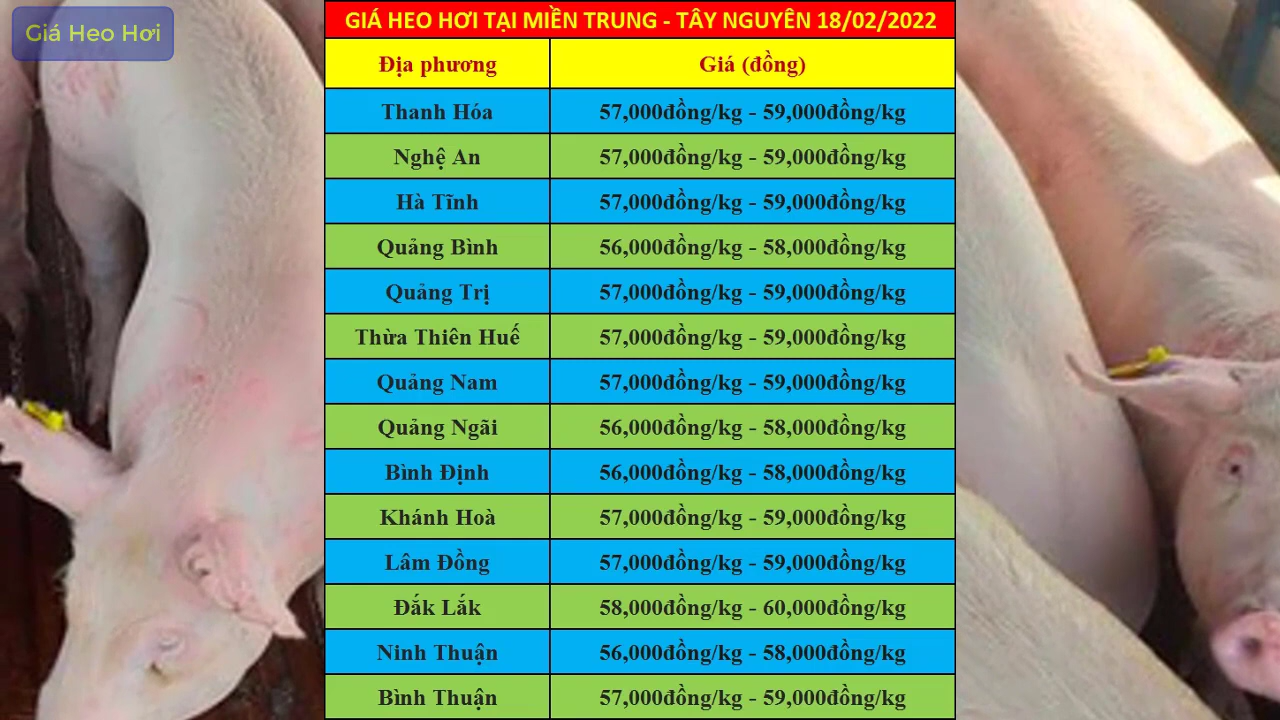 Giá Heo Hơi
GIÁ HEO HƠI TẠI MIỀN TRUNG - TÂY NGUYÊN 18/02/2022
Địa phương Giá (đồng)
Thanh Hóa 57,000đồng/kg - 59,000đồng/kg
Nghệ An 57,000đồng/kg - 59,000đồng/kg
Hà Tĩnh 57,000đồng/kg - 59,000đồng/kg
Quảng Bình 56,000đồng/kg - 58,000đồng/kg
Quảng Trị 57,000đồng/kg - 59,000đồng/kg
Thừa Thiên Huế 57,000đồng/kg - 59,000đồng/kg
Quảng Nam 57,000đồng/kg - 59,000đồng/kg
Quảng Ngãi 56,000đồng/kg - 58,000đồng/kg
Bình Định 56,000đồng/kg - 58,000đồng/kg
Khánh Hoà 57,000đồng/kg - 59,000đồng/kg
Lâm Đồng 57,000đồng/kg - 59,000đồng/kg
Đắk Lắk 58,000đồng/kg - 60,000đồng/kg
Ninh Thuận 56,000đồng/kg - 58,000đồng/kg
Bình Thuận 57,000đồng/kg - 59,000đồng/kg